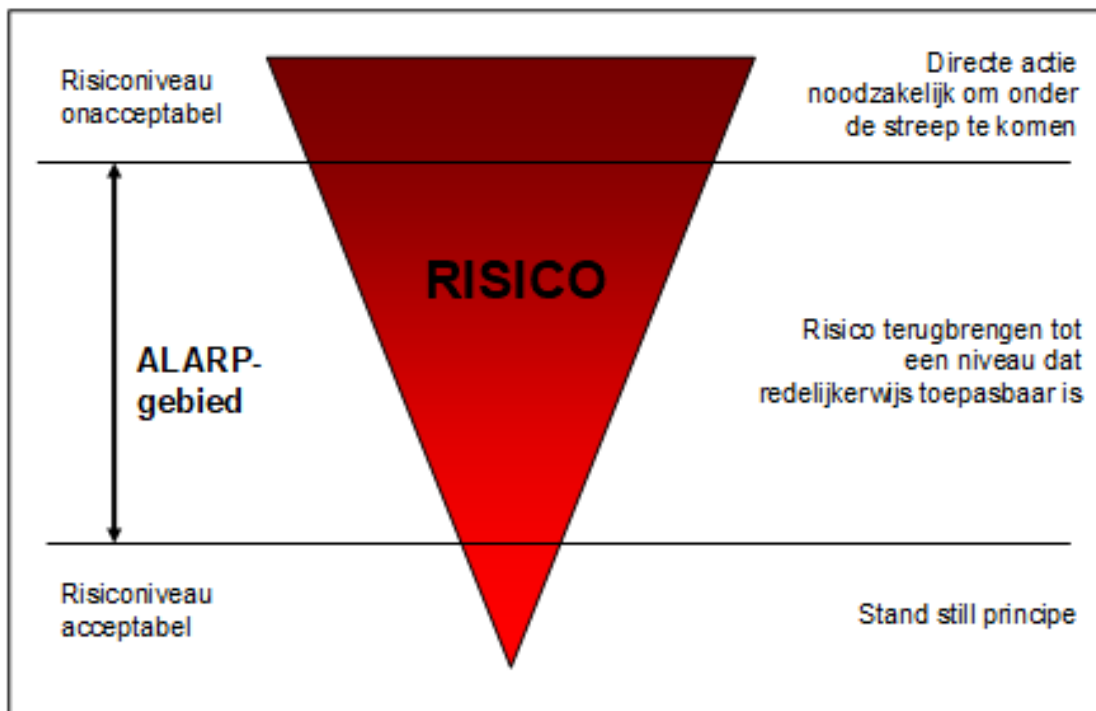 Risiconiveau
onacceptabel
Directe actie
noodzakelijk om onder
de streep te komen
RISICO
ALARP-
gebied
Risico terugbrengen tot
een niveau dat
redelijkerwijs toepasbaar is
Risiconiveau
acceptabel
Stand still principe